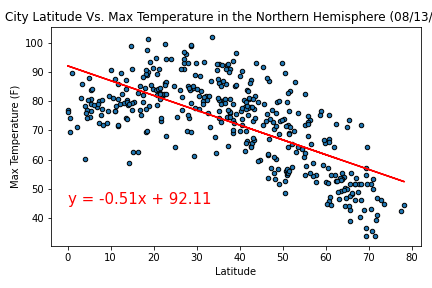 City Latitude Vs. Max Temperature in the Northern Hemisphere (08/13/
Max Temperature (F)
100
90
80
70
60
50
40
y = -0.51x + 92.11
0 10 20 30 40 50 60 70 80
Latitude